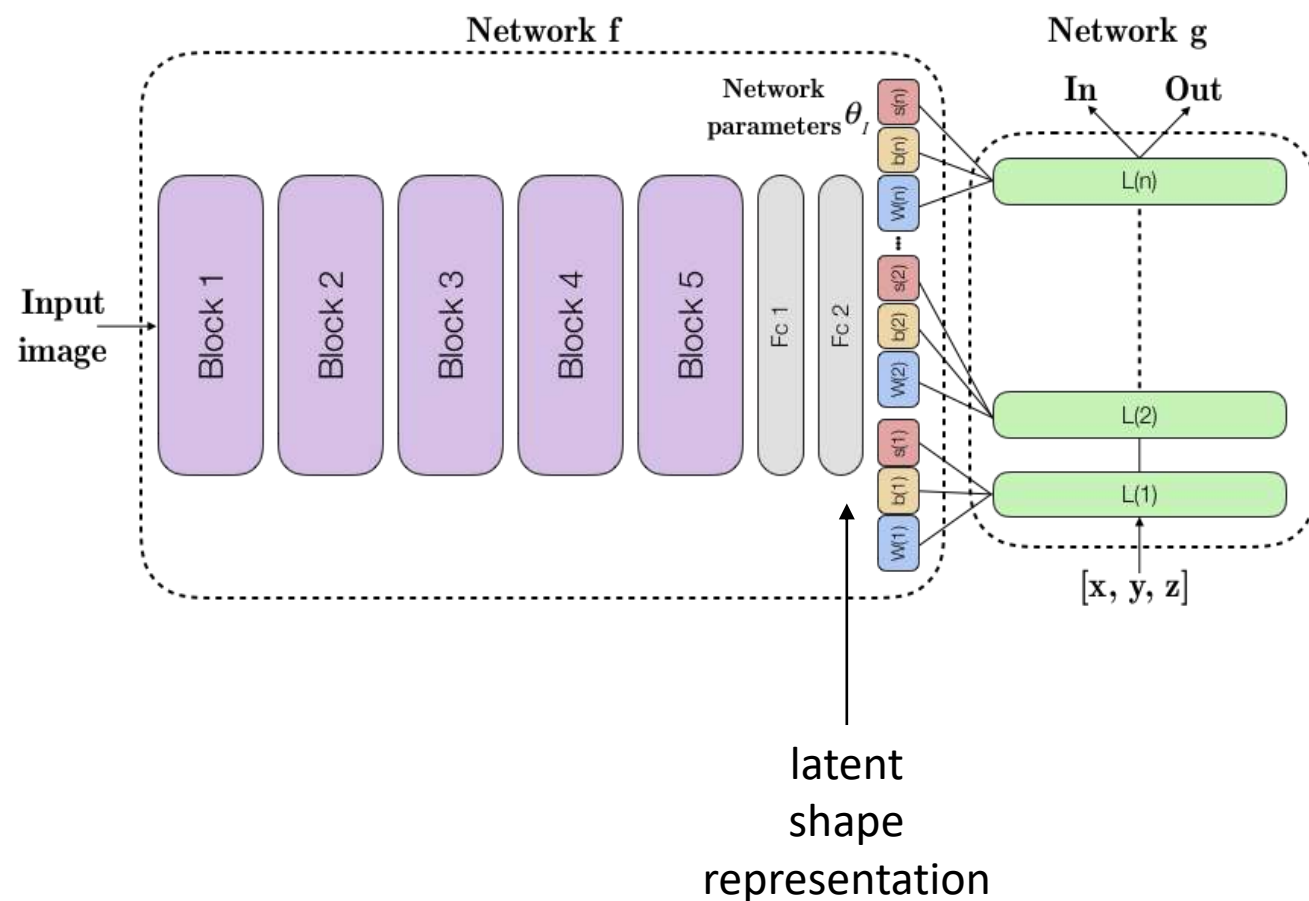 Network f
Network g
Network
parameters θ_I
In
Out
Input
image
Block 1
Block 2
Block 3
Block 4
Block 5
Fc 1
Fc 2
s(n)
b(n)
W(n)
...
s(2)
b(2)
W(2)
s(1)
b(1)
W(1)
L(n)
L(2)
L(1)
[x, y, z]
latent
shape
representation